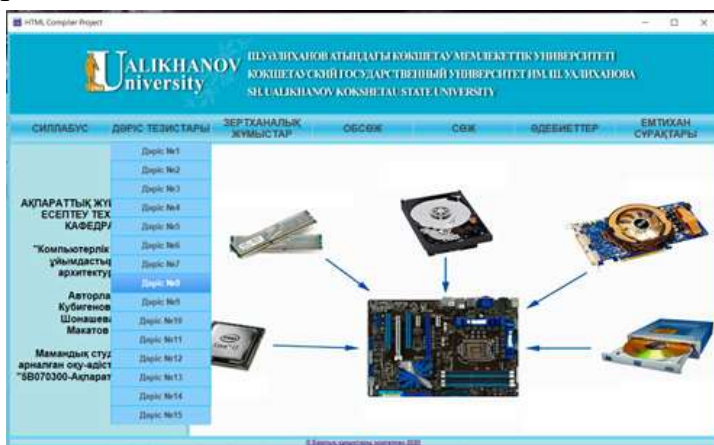 HTML Compiler Project
UALIKHANOV
University
Ш.УӘЛИХАНОВ АТЫНДАҒЫ КӨКШЕТАУ МЕМЛЕКЕТТІК УНИВЕРСИТЕТІ
КОКШЕТАУСКИЙ ГОСУДАРСТВЕННЫЙ УНИВЕРСИТЕТ ИМ. Ш. УАЛИХАНОВА
SH. UALIKHANOV KOKSHETAU STATE UNIVERSITY
СИЛЛАБУС
ДӘРІС ТЕЗИСТАРЫ
ЗЕРТХАНАЛЫҚ
ЖҰМЫСТАР
ОБСӨЖ
СӨЖ
ӘДЕБИЕТТЕР
ЕМТИХАН
СҰРАҚТАРЫ
Дәріс №1
Дәріс №2
Дәріс №3
Дәріс №4
Дәріс №5
Дәріс №6
Дәріс №7
Дәріс №8
Дәріс №9
Дәріс №10
Дәріс №11
Дәріс №12
Дәріс №13
Дәріс №14
Дәріс №15
АҚПАРАТТЫҚ ЖҮ
ЕСЕПТЕУ ТЕХ
КАФЕДР
"Компьютерлік
ұйымдасты
архитекту
Авторла
Кубигенов
Шонашев
Макатов
Мамандық студ
арналған оқу-әдіст
"5В070300-Ақпарат